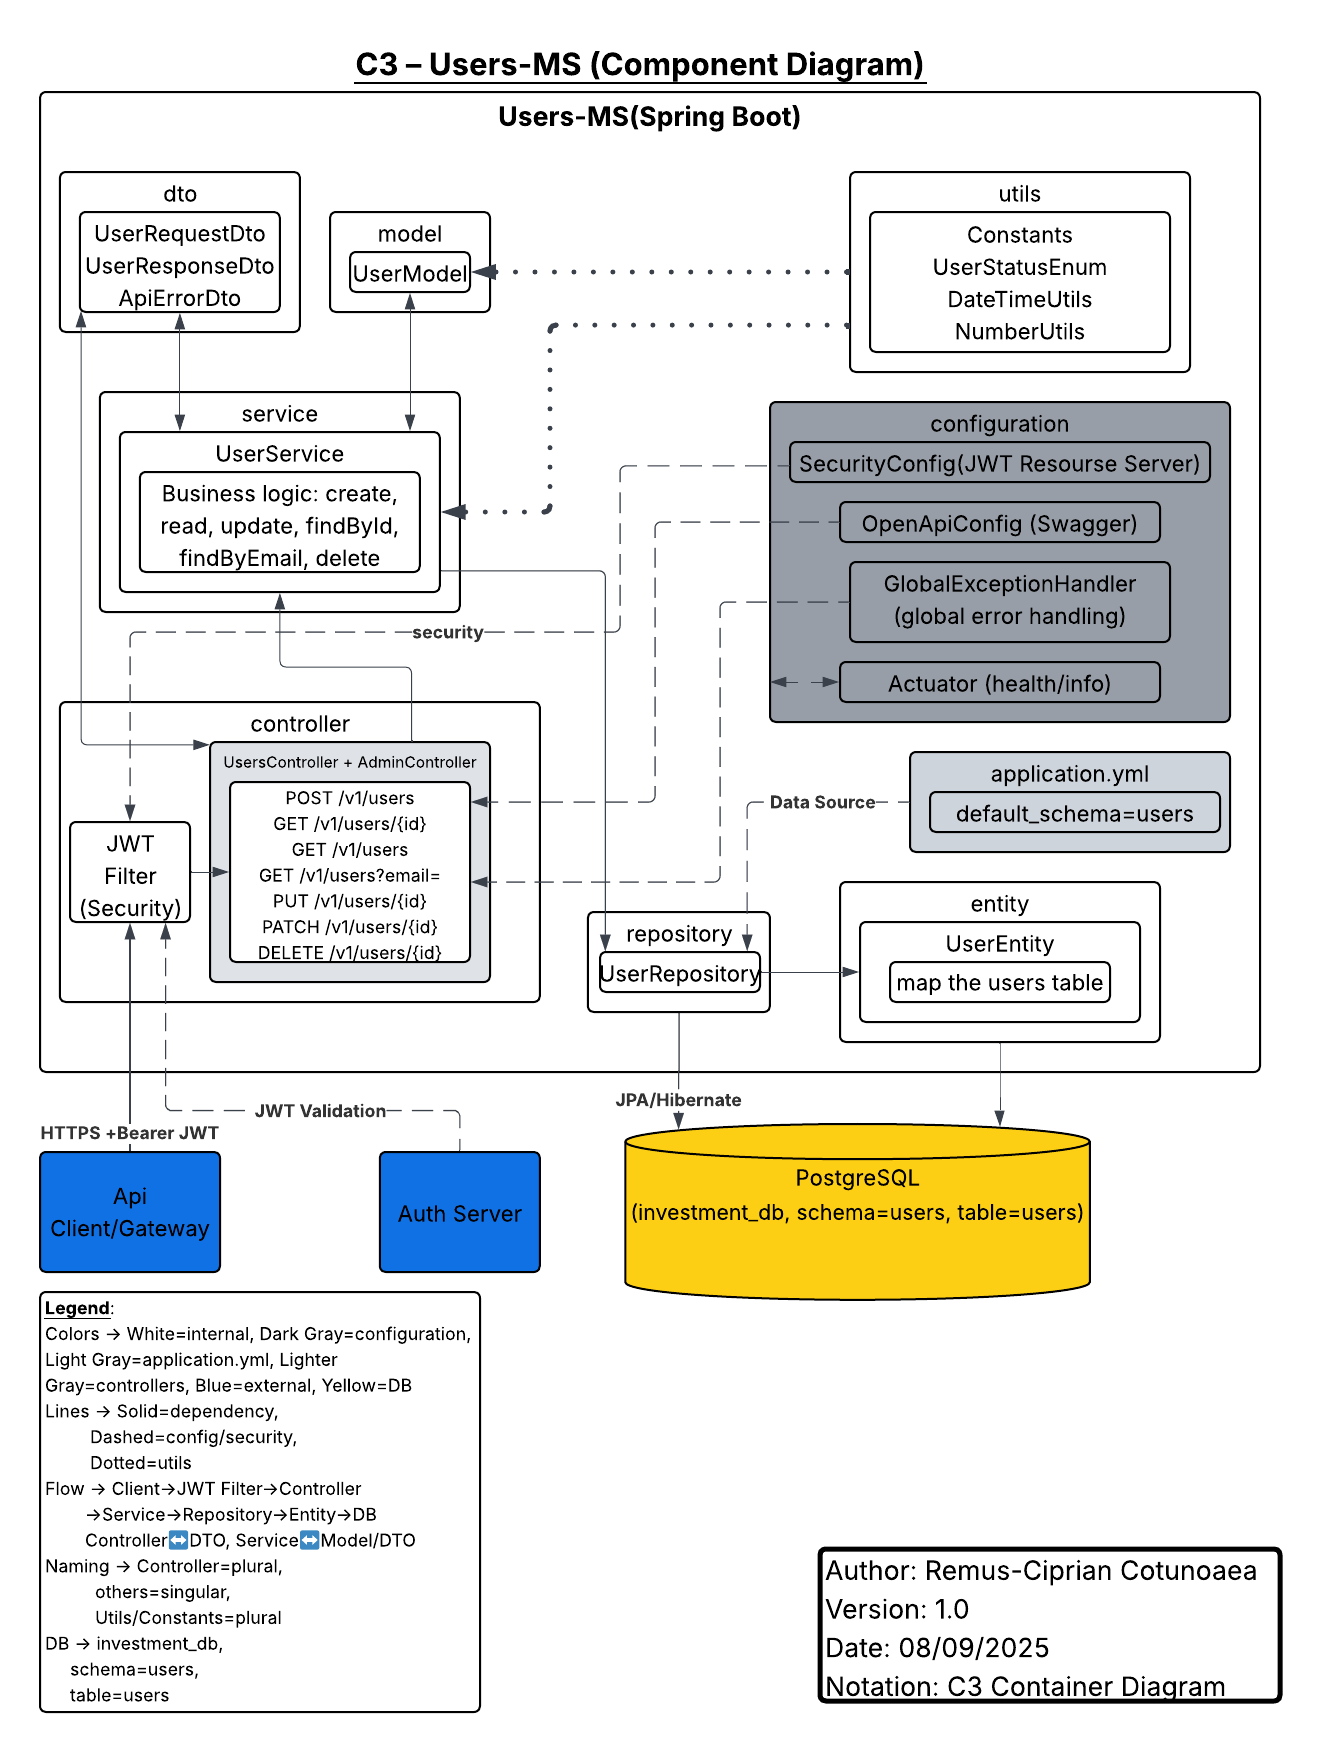 C3 – Users-MS (Component Diagram)
Users-MS(Spring Boot)
dto
UserRequestDto
UserResponseDto
ApiErrorDto
model
UserModel
utils
Constants
UserStatusEnum
DateTimeUtils
NumberUtils
service
UserService
Business logic: create,
read, update, findById,
findByEmail, delete
configuration
SecurityConfig(JWT Resourse Server)
OpenApiConfig (Swagger)
GlobalExceptionHandler
(global error handling)
Actuator (health/info)
security
controller
UsersController + AdminController
POST /v1/users
GET /v1/users/{id}
GET /v1/users
GET /v1/users?email=
PUT /v1/users/{id}
PATCH /v1/users/{id}
DELETE /v1/users/{id}
JWT
Filter
(Security)
application.yml
default_schema=users
Data Source
repository
UserRepository
entity
UserEntity
map the users table
JWT Validation
JPA/Hibernate
HTTPS +Bearer JWT
Api
Client/Gateway
Auth Server
PostgreSQL
(investment_db, schema=users, table=users)
Legend:
Colors → White=internal, Dark Gray=configuration,
Light Gray=application.yml, Lighter
Gray=controllers, Blue=external, Yellow=DB
Lines → Solid=dependency,
Dashed=config/security,
Dotted=utils
Flow → Client→JWT Filter→Controller
→Service→Repository→Entity→DB
Controller↔️DTO, Service↔️Model/DTO
Naming → Controller=plural,
others=singular,
Utils/Constants=plural
DB → investment_db,
schema=users,
table=users
Author: Remus-Ciprian Cotunoaea
Version: 1.0
Date: 08/09/2025
Notation: C3 Container Diagram